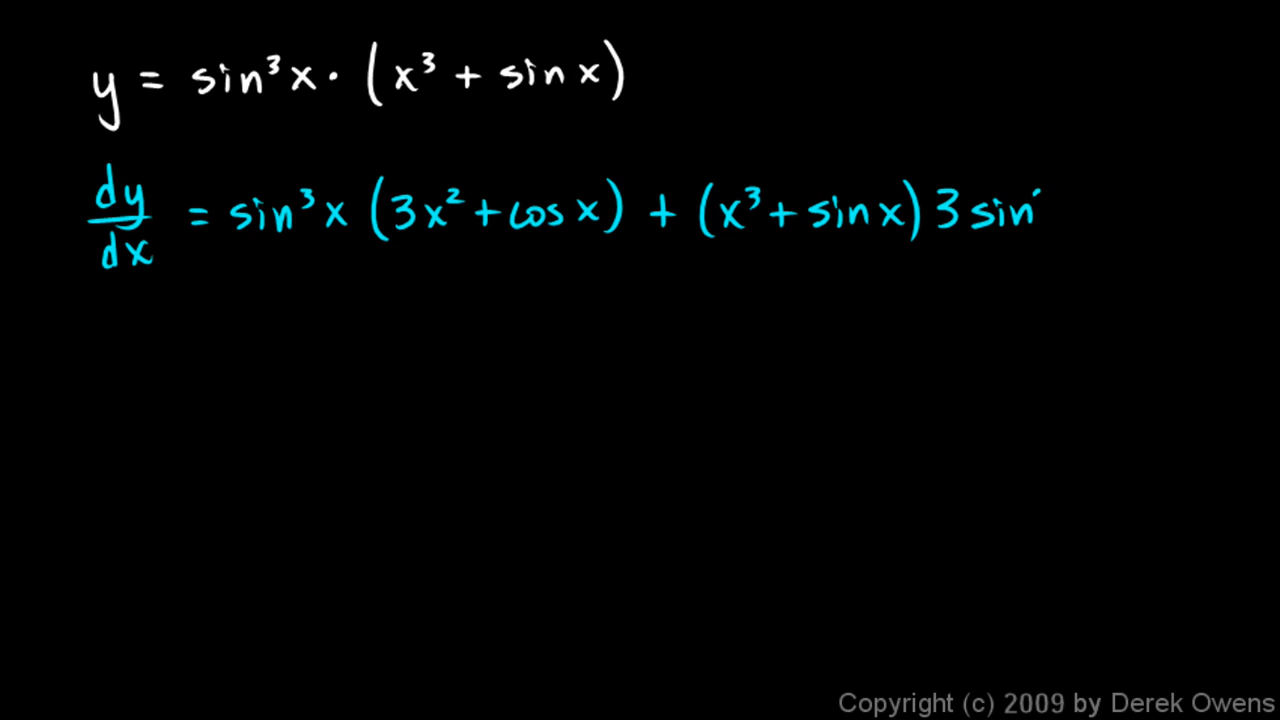 y = sin³x · (x³ + sin x)
dy/dx = sin³x (3x² + cos x) + (x³ + sin x) 3 sin
Copyright (c) 2009 by Derek Owens